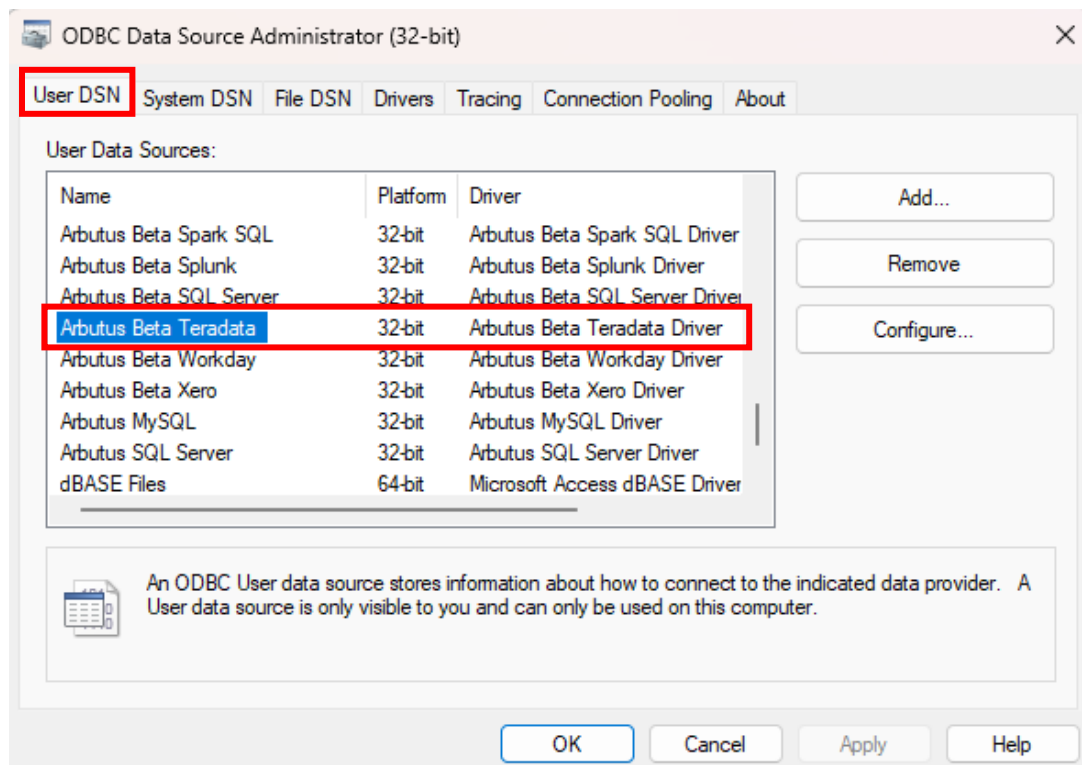 ODBC Data Source Administrator (32-bit)
User DSN System DSN File DSN Drivers Tracing Connection Pooling About
User Data Sources:
Name Platform Driver
Arbutus Beta Spark SQL 32-bit Arbutus Beta Spark SQL Driver
Arbutus Beta Splunk 32-bit Arbutus Beta Splunk Driver
Arbutus Beta SQL Server 32-bit Arbutus Beta SQL Server Driver
Arbutus Beta Teradata 32-bit Arbutus Beta Teradata Driver
Arbutus Beta Workday 32-bit Arbutus Beta Workday Driver
Arbutus Beta Xero 32-bit Arbutus Beta Xero Driver
Arbutus MySQL 32-bit Arbutus MySQL Driver
Arbutus SQL Server 32-bit Arbutus SQL Server Driver
dBASE Files 64-bit Microsoft Access dBASE Driver
Add...
Remove
Configure...
An ODBC User data source stores information about how to connect to the indicated data provider. A
User data source is only visible to you and can only be used on this computer.
OK Cancel Apply Help